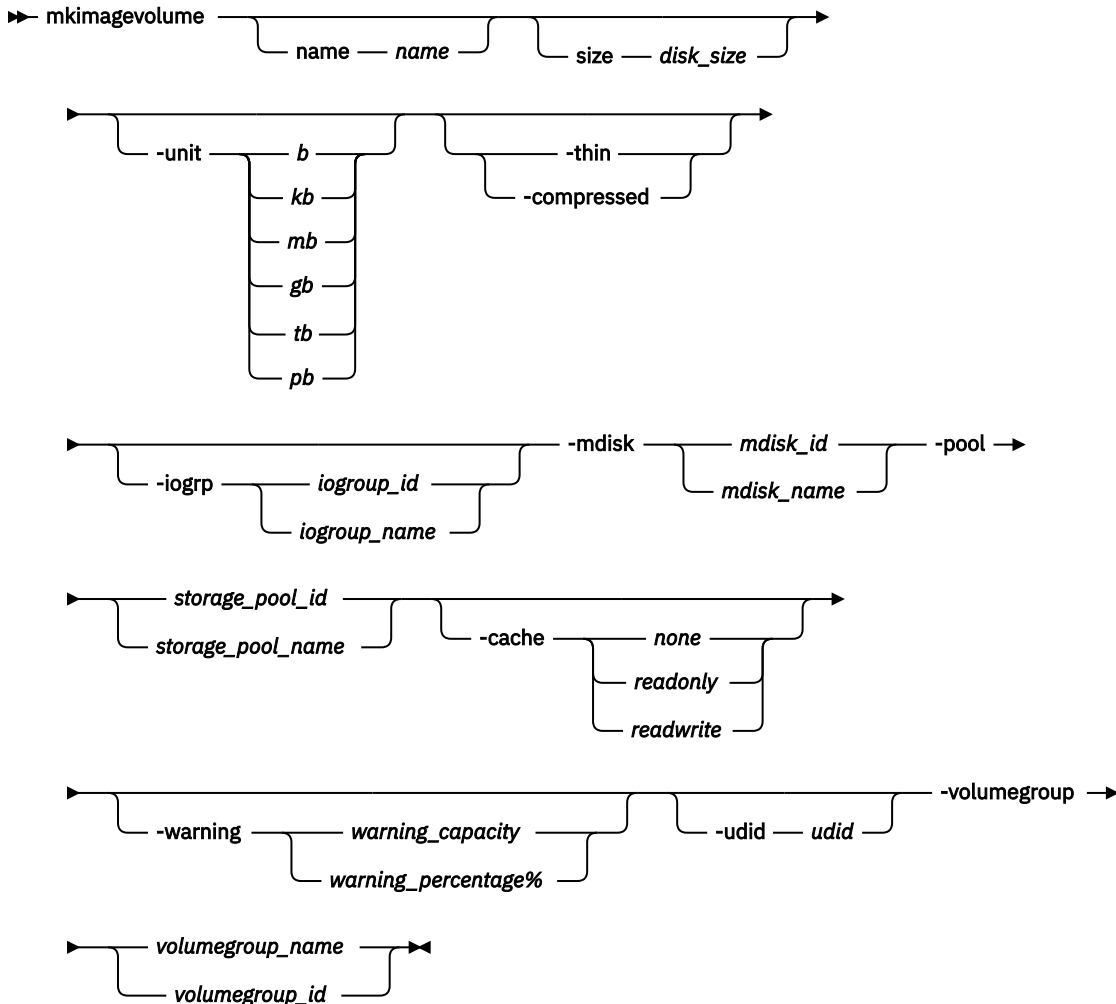 mkimagevolume name name size disk_size
-unit b -thin
kb -compressed
mb
gb
tb
pb
-iogrp iogroup_id -mdisk mdisk_id -pool
iogroup_name mdisk_name
storage_pool_id -cache none
storage_pool_name readonly
readwrite
-warning warning_capacity -udid udid -volumegroup
warning_percentage%
volumegroup_name
volumegroup_id